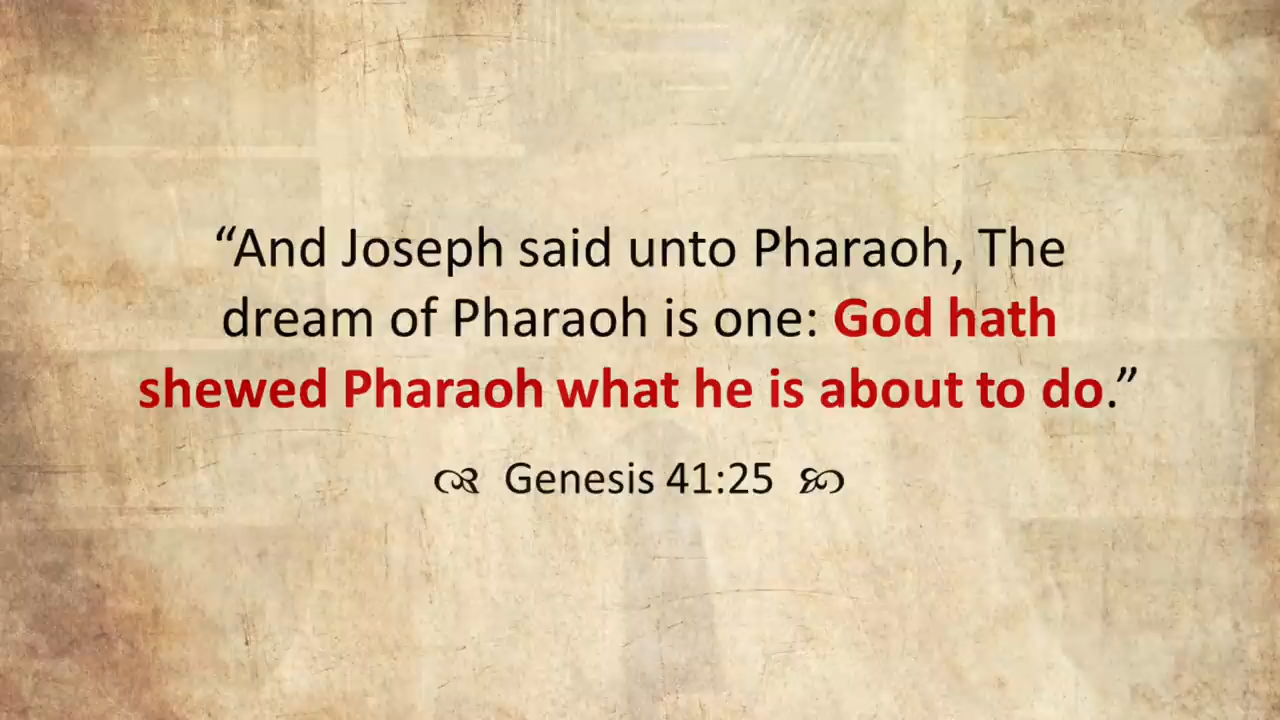 “And Joseph said unto Pharaoh, The
dream of Pharaoh is one: God hath
shewed Pharaoh what he is about to do.”
Genesis 41:25